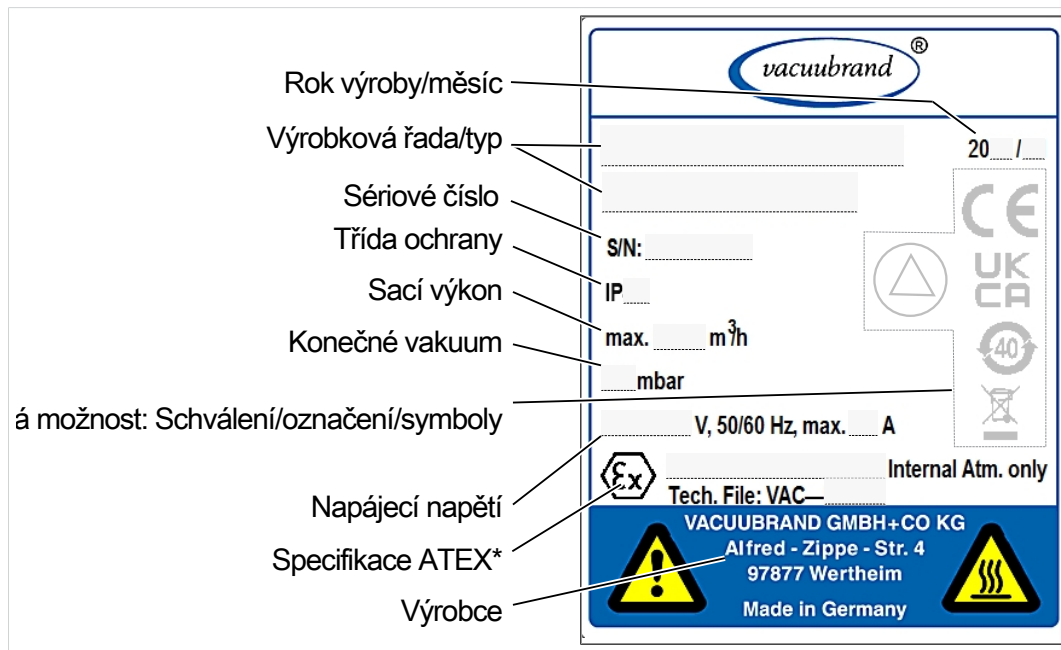 vacuubrand ®
Rok výroby/měsíc
Výrobková řada/typ
20 /
Sériové číslo
S/N:
Třída ochrany
IP
Sací výkon
max. m³/h
Konečné vakuum
mbar
á možnost: Schválení/označení/symboly
V, 50/60 Hz, max. A
CE
UK
CA
40
Napájecí napětí
Ex
Internal Atm. only
Tech. File: VAC—
Specifikace ATEX*
Výrobce
VACUUBRAND GMBH+CO KG
Alfred - Zippe - Str. 4
97877 Wertheim
Made in Germany